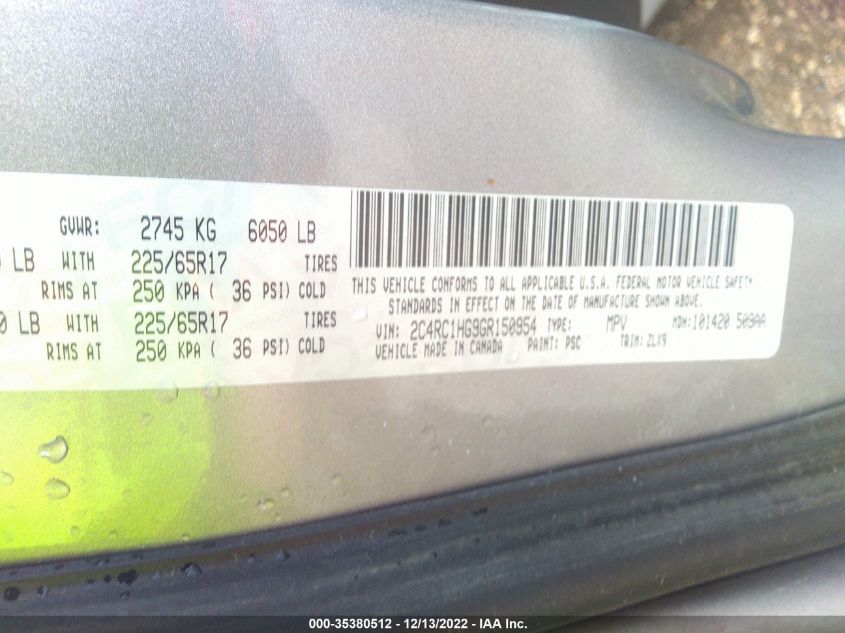 GVWR: 2745 KG 6050 LB
LB WITH 225/65R17 TIRES
RIMS AT 250 KPA ( 36 PSI) COLD
0 LB WITH 225/65R17 TIRES
RIMS AT 250 KPA ( 36 PSI) COLD
THIS VEHICLE CONFORMS TO ALL APPLICABLE U.S.A. FEDERAL MOTOR VEHICLE SAFETY
STANDARDS IN EFFECT ON THE DATE OF MANUFACTURE SHOWN ABOVE.
VIN: 2C4RC1HG9GR150954 TYPE: MPV MDH:101420 509AA
VEHICLE MADE IN CANADA PAINT: PSC TRIM: ZLX9
000-35380512 - 12/13/2022 - IAA Inc.